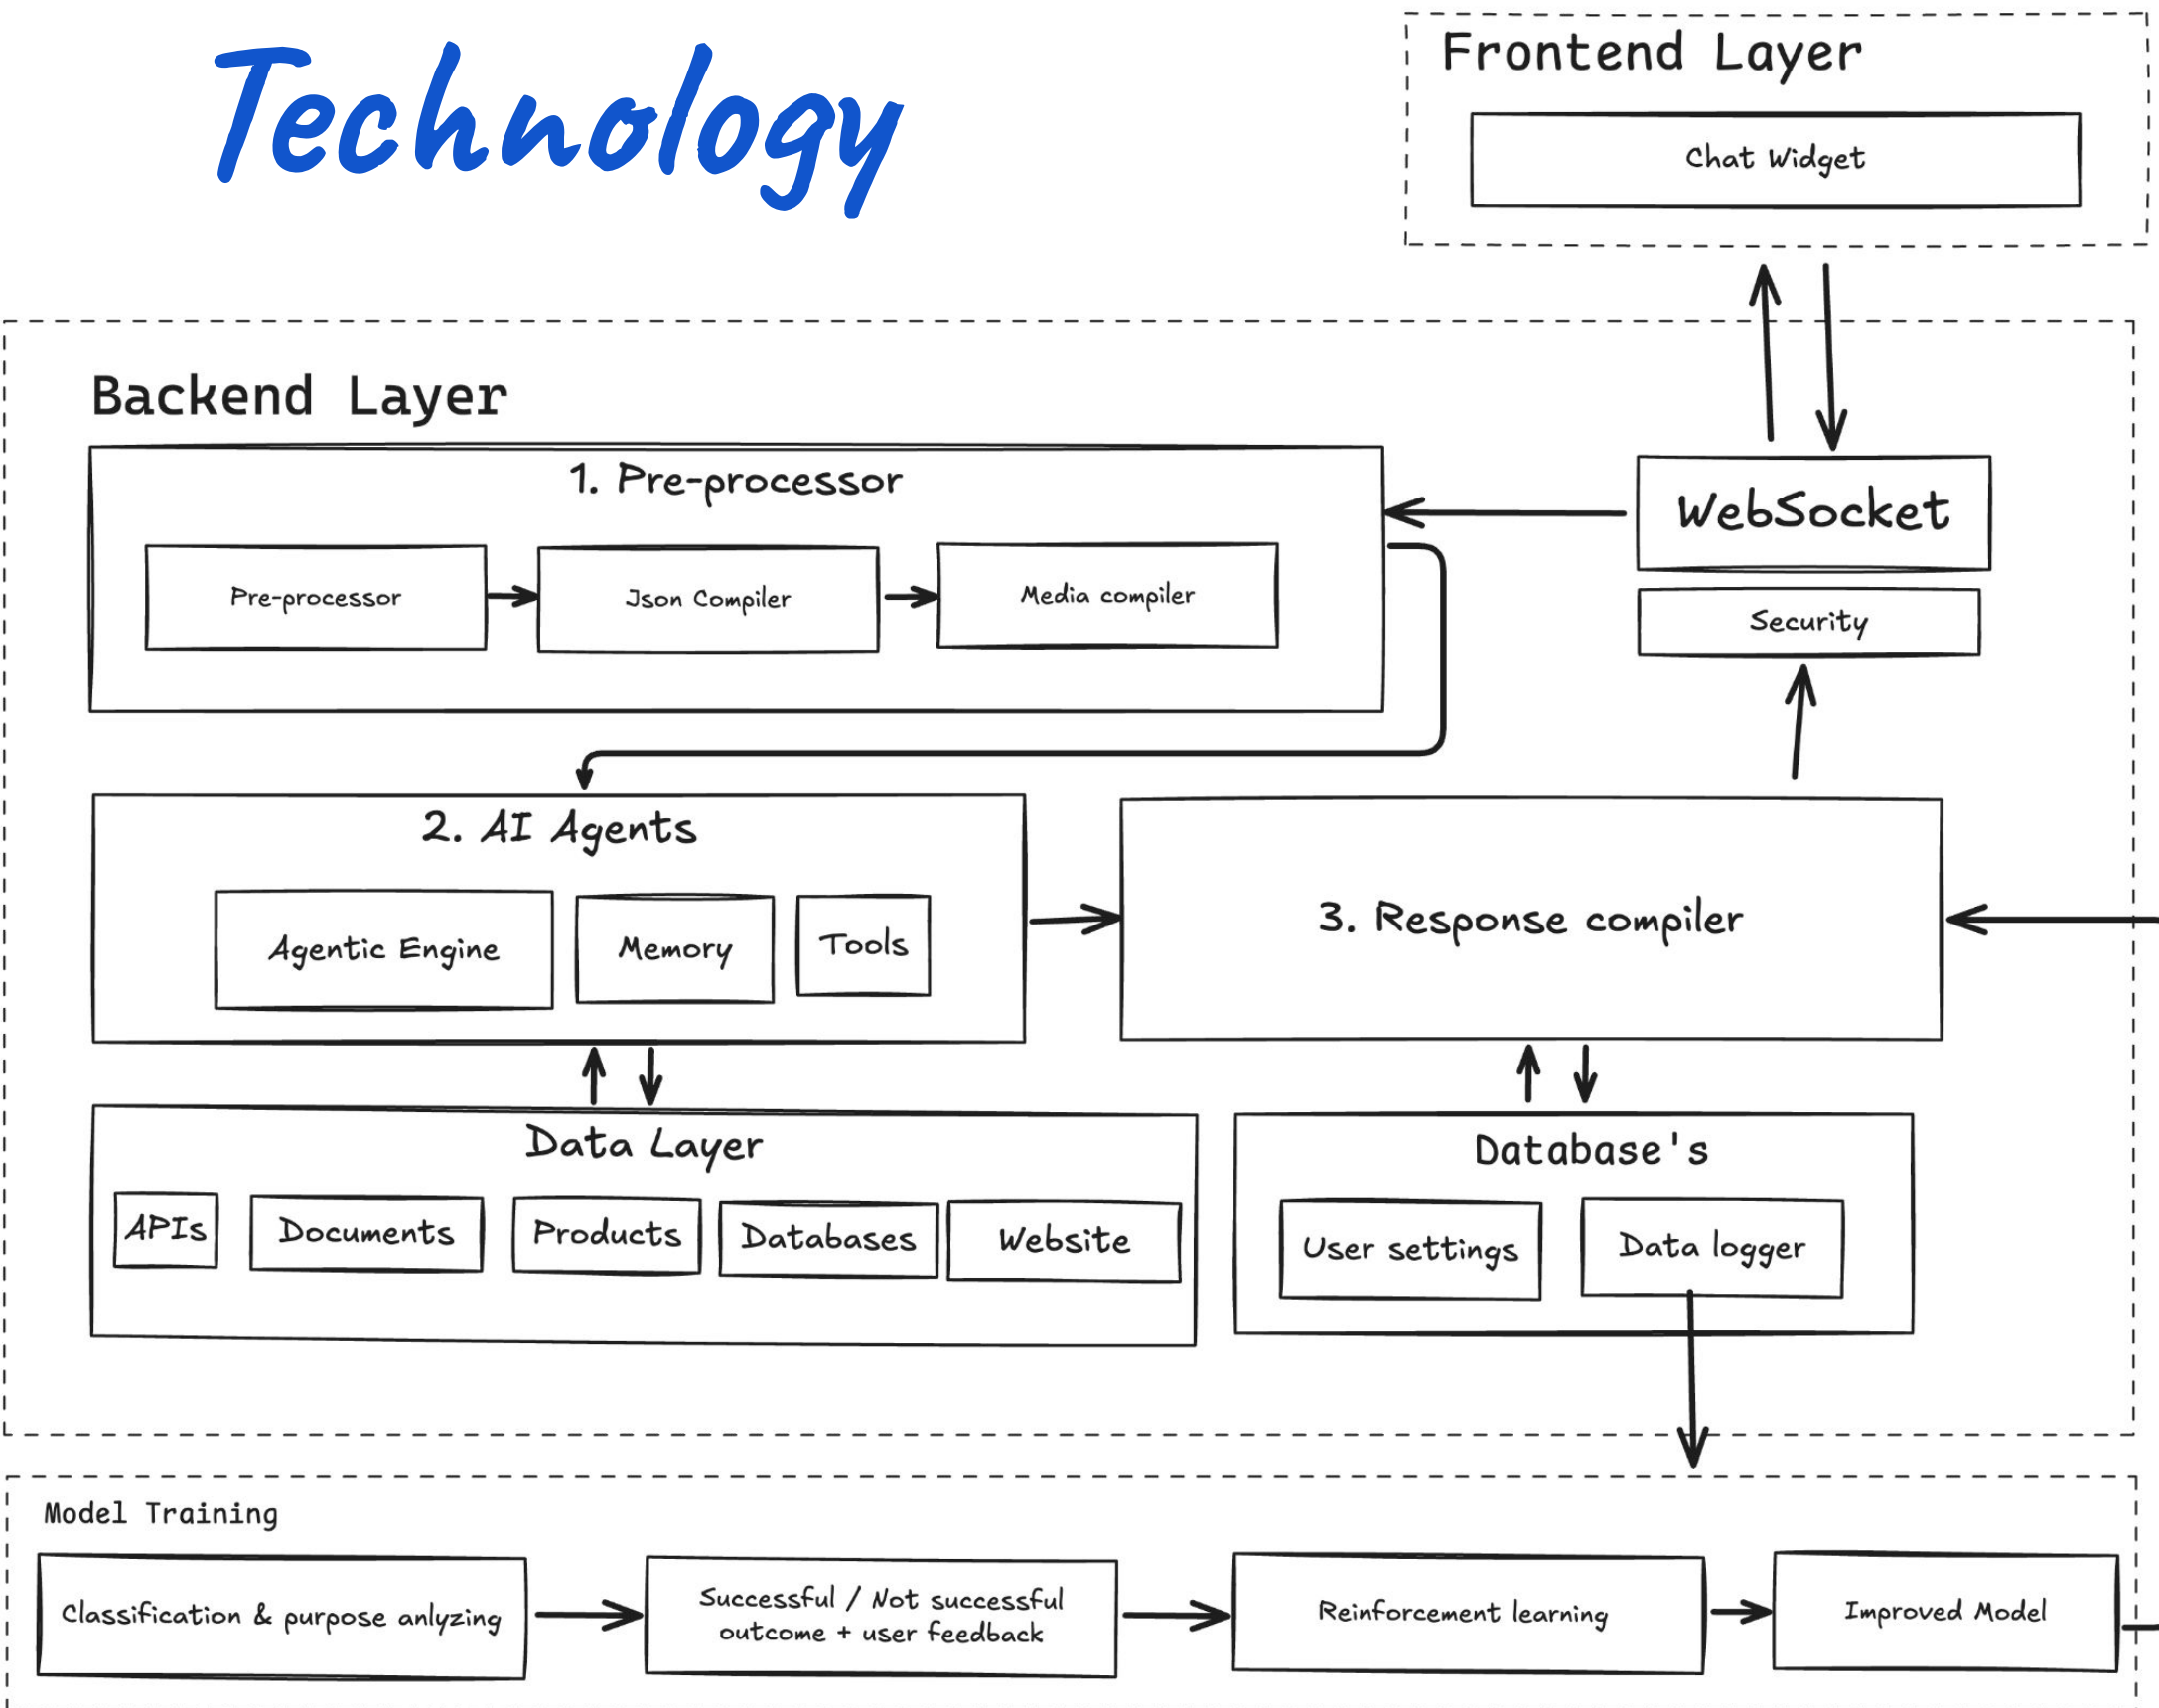 Technology
Frontend Layer
Chat Widget
Backend Layer
1. Pre-processor
Pre-processor
Json Compiler
Media compiler
WebSocket
Security
2. AI Agents
Agentic Engine
Memory
Tools
3. Response compiler
Data Layer
APIs
Documents
Products
Databases
Website
Database's
User settings
Data logger
Model Training
Classification & purpose anlyzing
Successful / Not successful
outcome + user feedback
Reinforcement learning
Improved Model